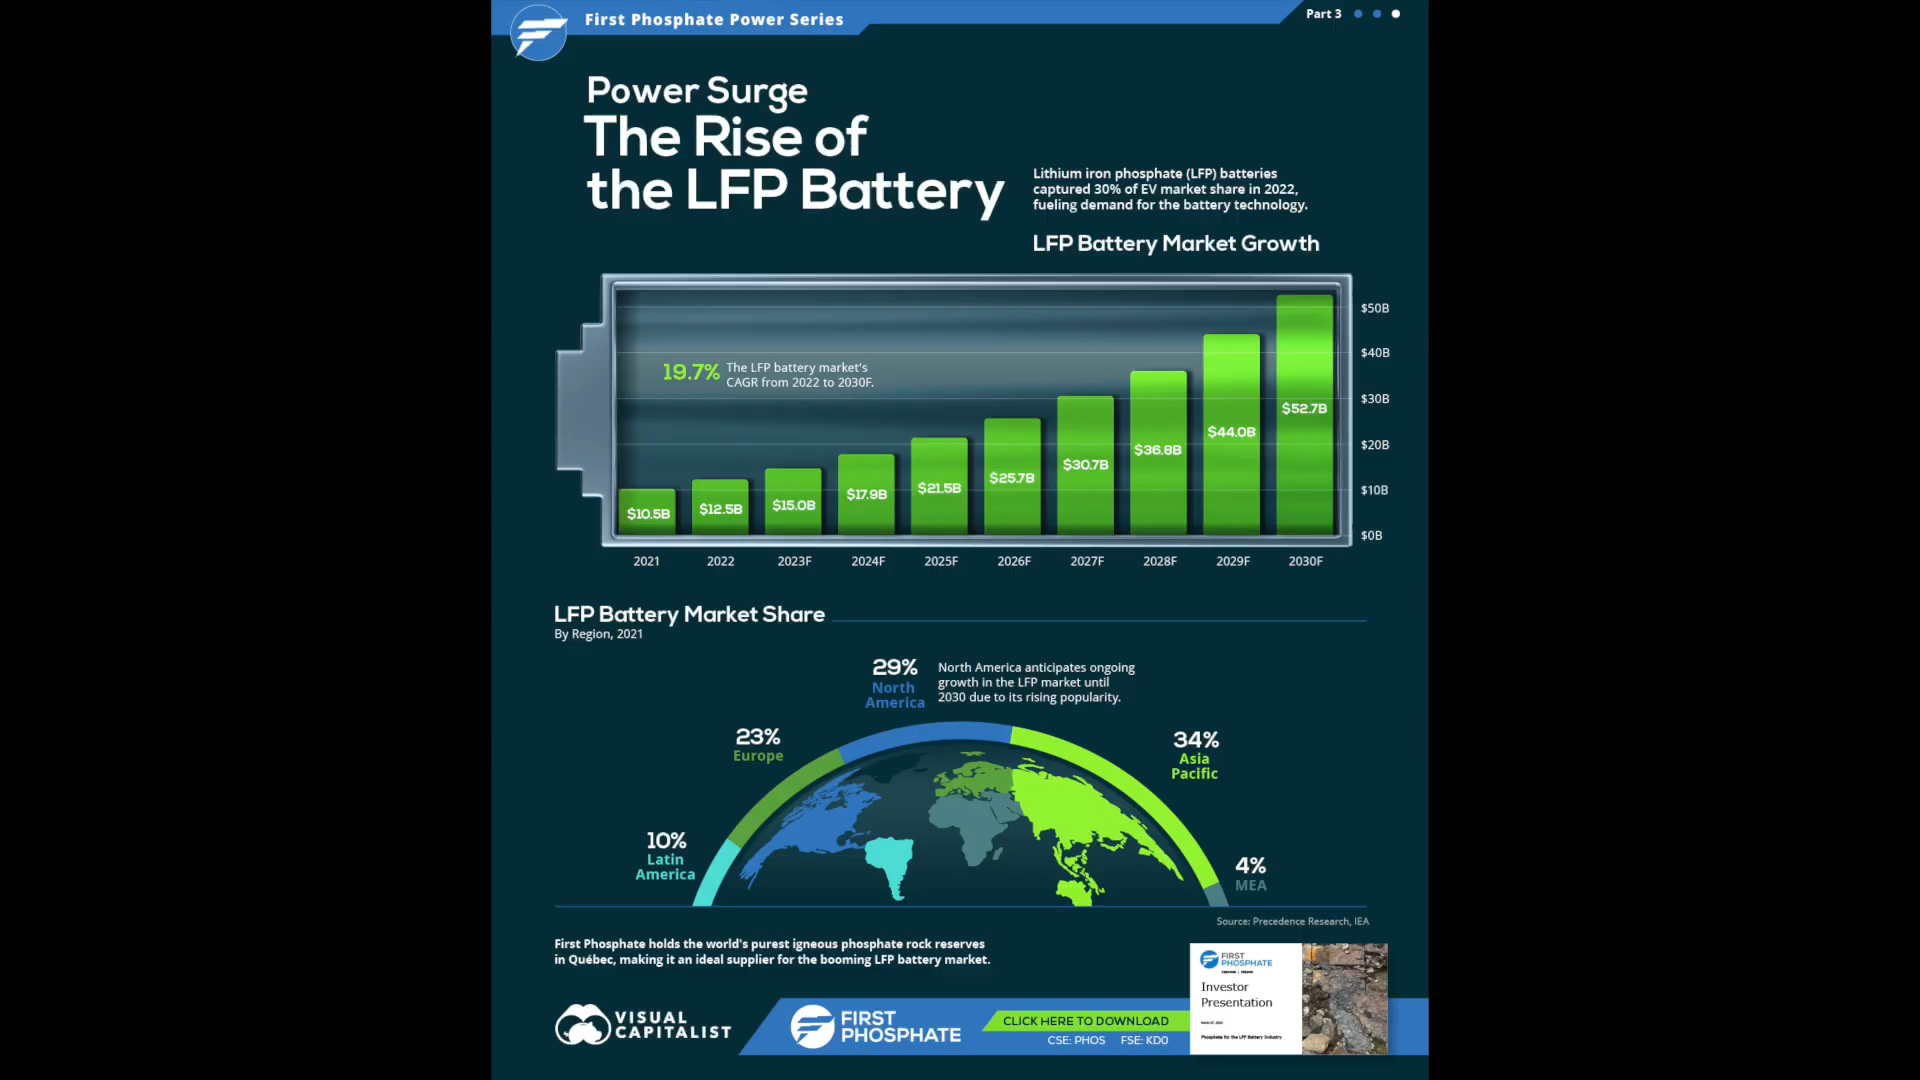 First Phosphate Power Series
Part 3
Power Surge
The Rise of
the LFP Battery
Lithium iron phosphate (LFP) batteries
captured 30% of EV market share in 2022,
fueling demand for the battery technology.
LFP Battery Market Growth
$50B
$40B
$30B
$20B
$10B
$0B
19.7%
The LFP battery market's
CAGR from 2022 to 2030F.
$10.5B
$12.5B
$15.0B
$17.9B
$21.5B
$25.7B
$30.7B
$36.8B
$44.0B
$52.7B
2021
2022
2023F
2024F
2025F
2026F
2027F
2028F
2029F
2030F
LFP Battery Market Share
By Region, 2021
29%
North
America
North America anticipates ongoing
growth in the LFP market until
2030 due to its rising popularity.
23%
Europe
34%
Asia
Pacific
10%
Latin
America
4%
MEA
Source: Precedence Research, IEA
First Phosphate holds the world's purest igneous phosphate rock reserves
in Québec, making it an ideal supplier for the booming LFP battery market.
VISUAL
CAPITALIST
FIRST
PHOSPHATE
CLICK HERE TO DOWNLOAD
CSE: PHOS FSE: KD0
FIRST
PHOSPHATE
Investor
Presentation
Phosphate for the LFP Battery Industry